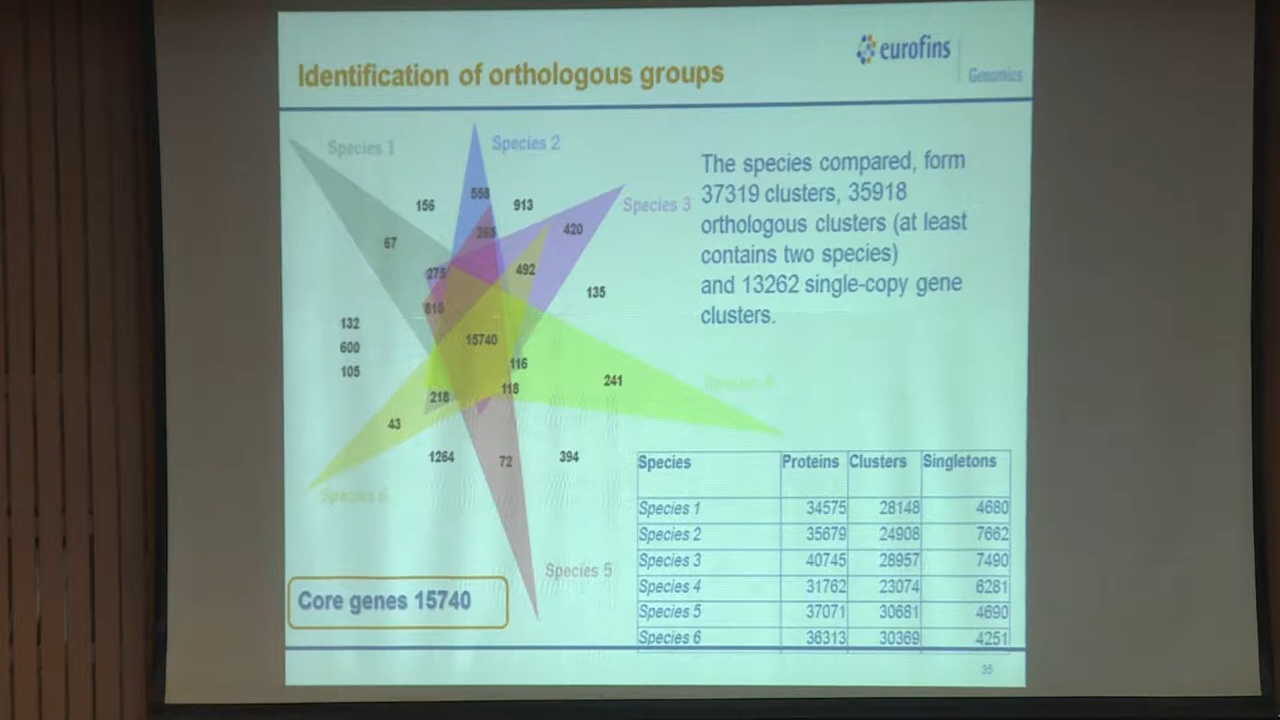 eurofins
Genomics
Identification of orthologous groups
Species 1
Species 2
Species 3
The species compared, form
37319 clusters, 35918
orthologous clusters (at least
contains two species)
and 13262 single-copy gene
clusters.
156
558
913
67
265
420
275
492
135
815
132
600
105
15740
116
118
241
218
43
1264
72
394
Species 6
Species 5
Core genes 15740
Species Proteins Clusters Singletons
Species 1 34575 28148 4680
Species 2 35679 24908 7662
Species 3 40745 28957 7490
Species 4 31762 23074 6281
Species 5 37071 30681 4690
Species 6 36313 30369 4251
35